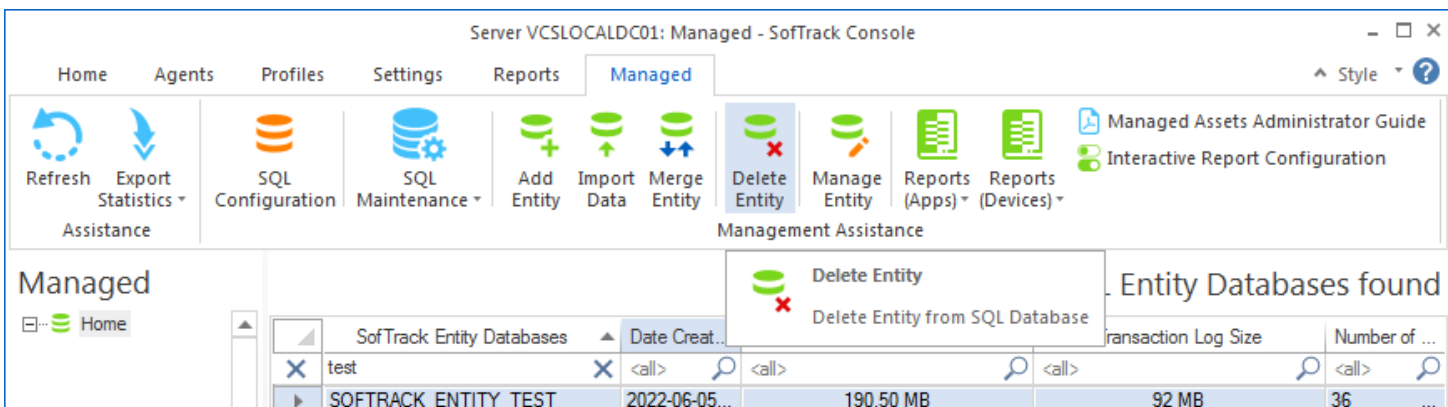 Server VCSLOCALDC01: Managed - SofTrack Console
Home Agents Profiles Settings Reports Managed Style ?
Refresh Export Statistics
Assistance
SQL Configuration SQL Maintenance Add Entity Import Data Merge Entity Delete Entity Manage Entity Reports (Apps) Reports (Devices)
Managed Assets Administrator Guide
Interactive Report Configuration
Management Assistance
Managed
Entity Databases found
Home
Delete Entity
Delete Entity from SQL Database
SofTrack Entity Databases Date Creat... Transaction Log Size Number of ...
test <all> <all> <all> <all>
SOFTRACK_ENTITY_TEST 2022-06-05... 190.50 MB 92 MB 36 ...